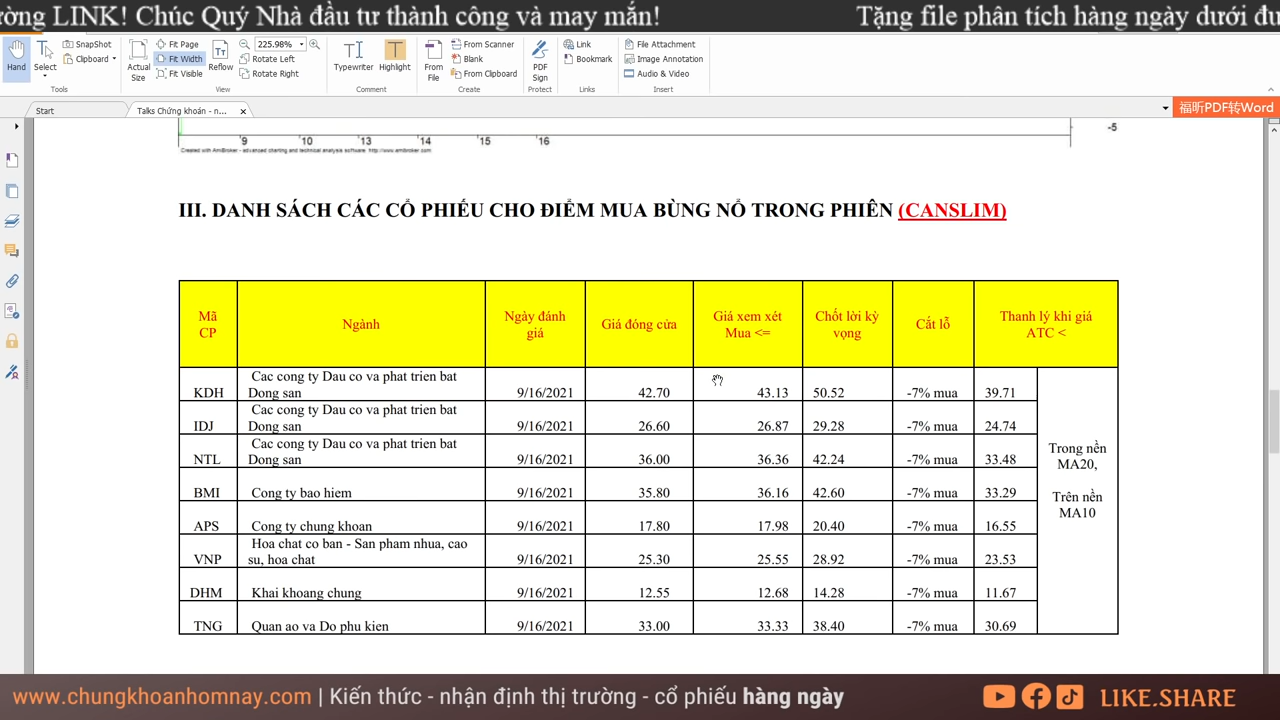 ờng LINK! Chúc Quý Nhà đầu tư thành công và may mắn! Tặng file phân tích hàng ngày dưới đu
Hand
Select
SnapShot
Clipboard
Tools
Actual Size
Fit Page
Fit Width
Fit Visible
Reflow
225.98%
Rotate Left
Rotate Right
View
Typewriter
Highlight
Comment
From File
From Scanner
Blank
From Clipboard
Create
PDF Sign
Protect
Link
Bookmark
Links
File Attachment
Image Annotation
Audio & Video
Insert
Start
Talks Chứng khoán - n...
福昕PDF转Word
9 10 13 14 15 16 -5
Created with AmiBroker - advanced charting and technical analysis software http://www.amibroker.com
III. DANH SÁCH CÁC CỔ PHIẾU CHO ĐIỂM MUA BÙNG NỔ TRONG PHIÊN (CANSLIM)
Mã CP Ngành Ngày đánh giá Giá đóng cửa Giá xem xét Mua <= Chốt lời kỳ vọng Cắt lỗ Thanh lý khi giá ATC <
KDH Cac cong ty Dau co va phat trien bat Dong san 9/16/2021 42.70 43.13 50.52 -7% mua 39.71
IDJ Cac cong ty Dau co va phat trien bat Dong san 9/16/2021 26.60 26.87 29.28 -7% mua 24.74
NTL Cac cong ty Dau co va phat trien bat Dong san 9/16/2021 36.00 36.36 42.24 -7% mua 33.48
BMI Cong ty bao hiem 9/16/2021 35.80 36.16 42.60 -7% mua 33.29
APS Cong ty chung khoan 9/16/2021 17.80 17.98 20.40 -7% mua 16.55
VNP Hoa chat co ban - San pham nhua, cao su, hoa chat 9/16/2021 25.30 25.55 28.92 -7% mua 23.53
DHM Khai khoang chung 9/16/2021 12.55 12.68 14.28 -7% mua 11.67
TNG Quan ao va Do phu kien 9/16/2021 33.00 33.33 38.40 -7% mua 30.69
Trong nền
MA20,
Trên nền
MA10
www.chungkhoanhomnay.com | Kiến thức - nhận định thị trường - cổ phiếu hàng ngày LIKE.SHARE